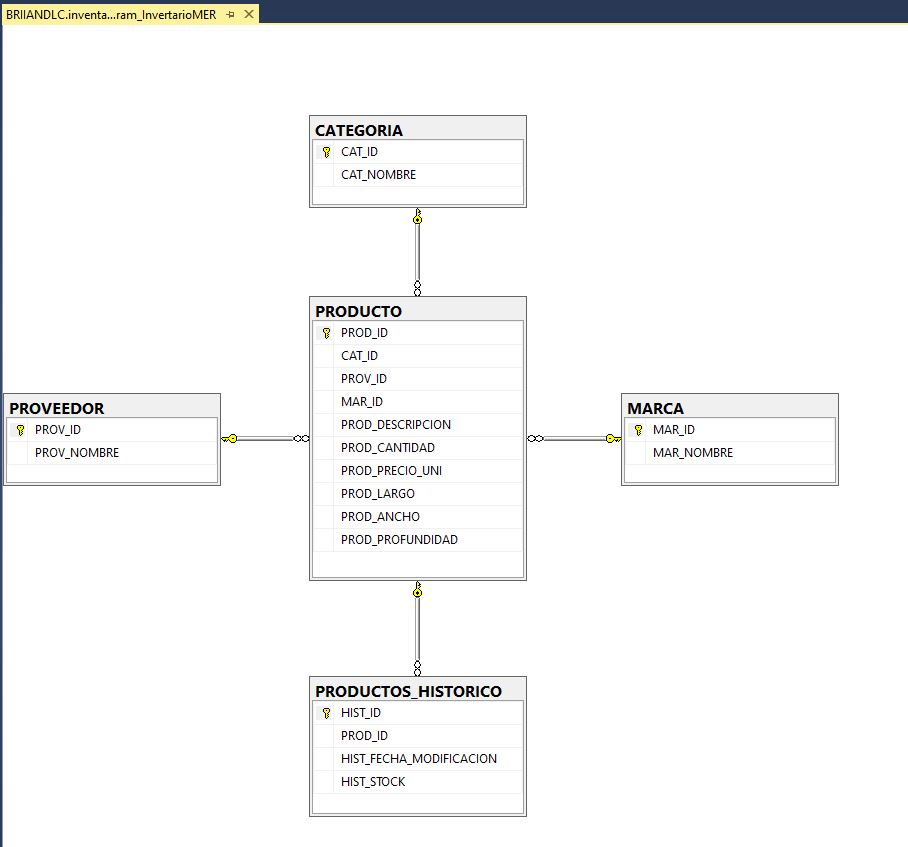 BRIIANDLC.inventa...ram_InvertarioMER
CATEGORIA
CAT_ID
CAT_NOMBRE
PRODUCTO
PROD_ID
CAT_ID
PROV_ID
MAR_ID
PROD_DESCRIPCION
PROD_CANTIDAD
PROD_PRECIO_UNI
PROD_LARGO
PROD_ANCHO
PROD_PROFUNDIDAD
PROVEEDOR
PROV_ID
PROV_NOMBRE
MARCA
MAR_ID
MAR_NOMBRE
PRODUCTOS_HISTORICO
HIST_ID
PROD_ID
HIST_FECHA_MODIFICACION
HIST_STOCK